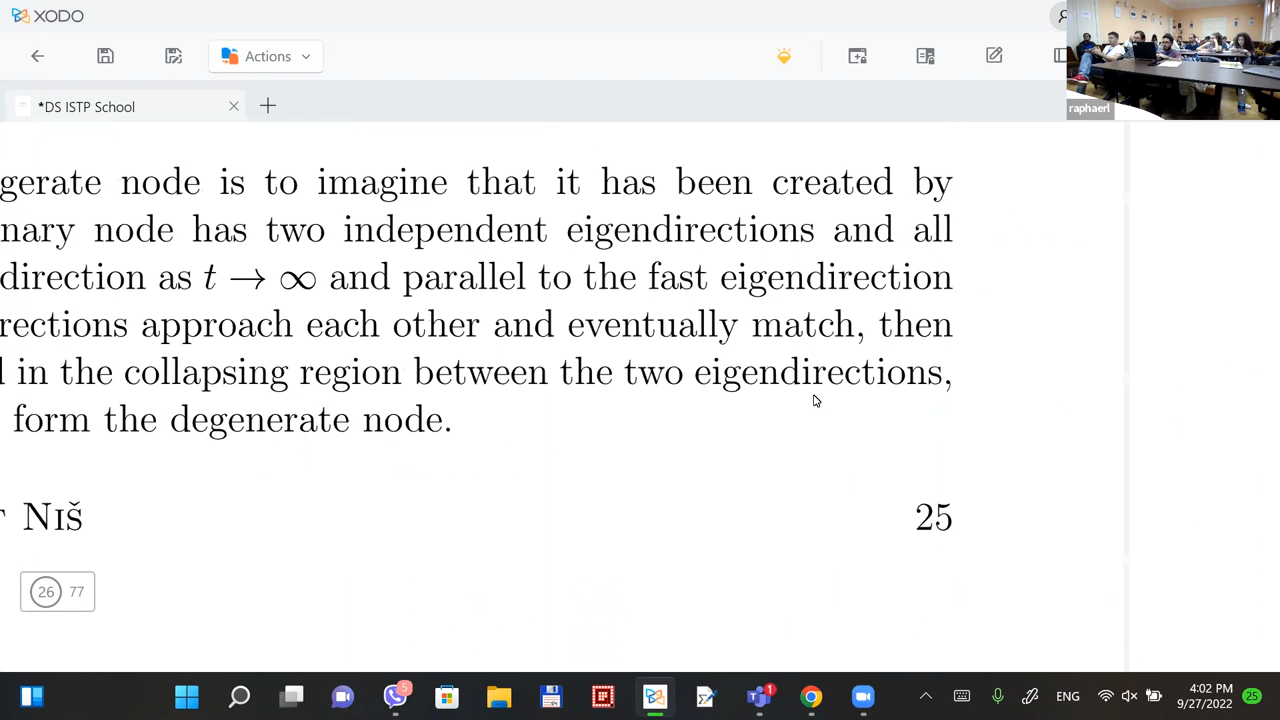 XODO
Actions
raphaerl
*DS ISTP School
gerate node is to imagine that it has been created by
nary node has two independent eigendirections and all
direction as t → ∞ and parallel to the fast eigendirection
rections approach each other and eventually match, then
l in the collapsing region between the two eigendirections,
form the degenerate node.
Niš
25
26 77
5
1
ENG
4:02 PM
9/27/2022
25